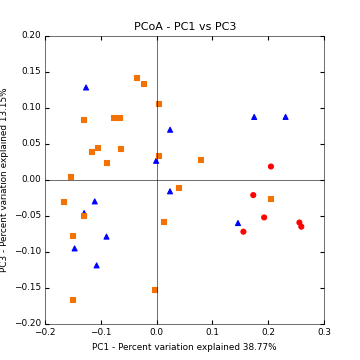 PCoA - PC1 vs PC3
0.20
0.15
0.10
0.05
0.00
−0.05
−0.10
−0.15
−0.20
PC3 - Percent variation explained 13.15%
−0.2 −0.1 0.0 0.1 0.2 0.3
PC1 - Percent variation explained 38.77%